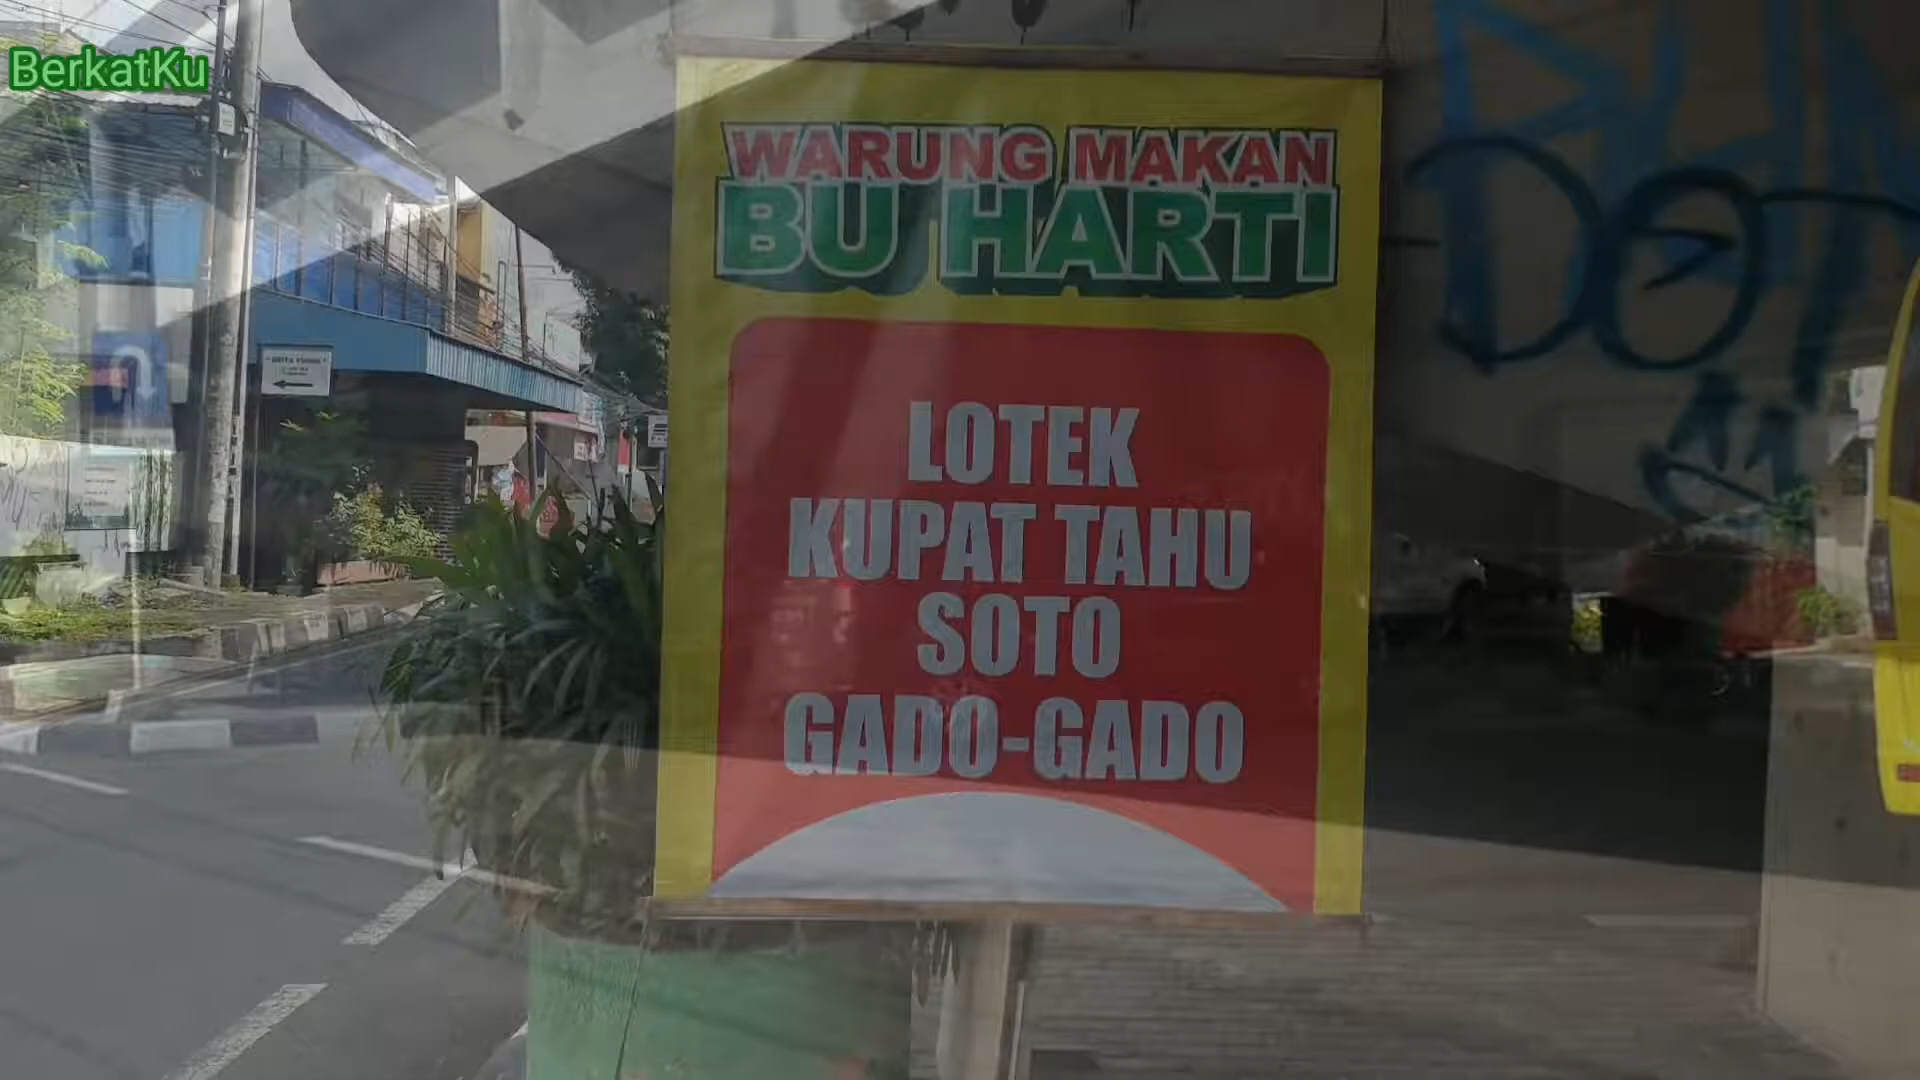 BerkatKu
WARUNG MAKAN
BU HARTI
LOTEK
KUPAT TAHU
SOTO
GADO-GADO